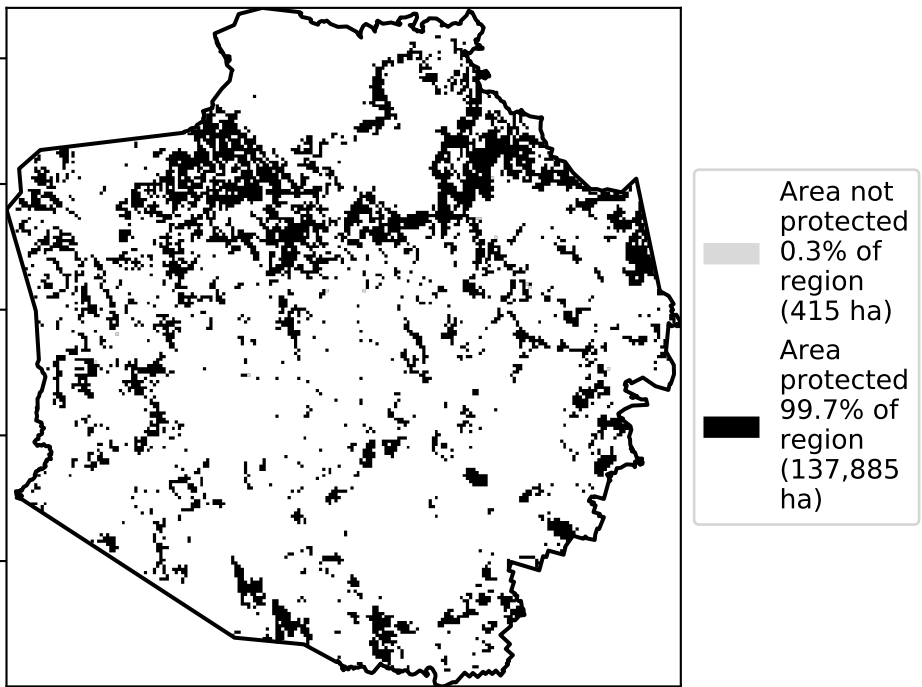 Area not
protected
0.3% of
region
(415 ha)
Area
protected
99.7% of
region
(137,885
ha)